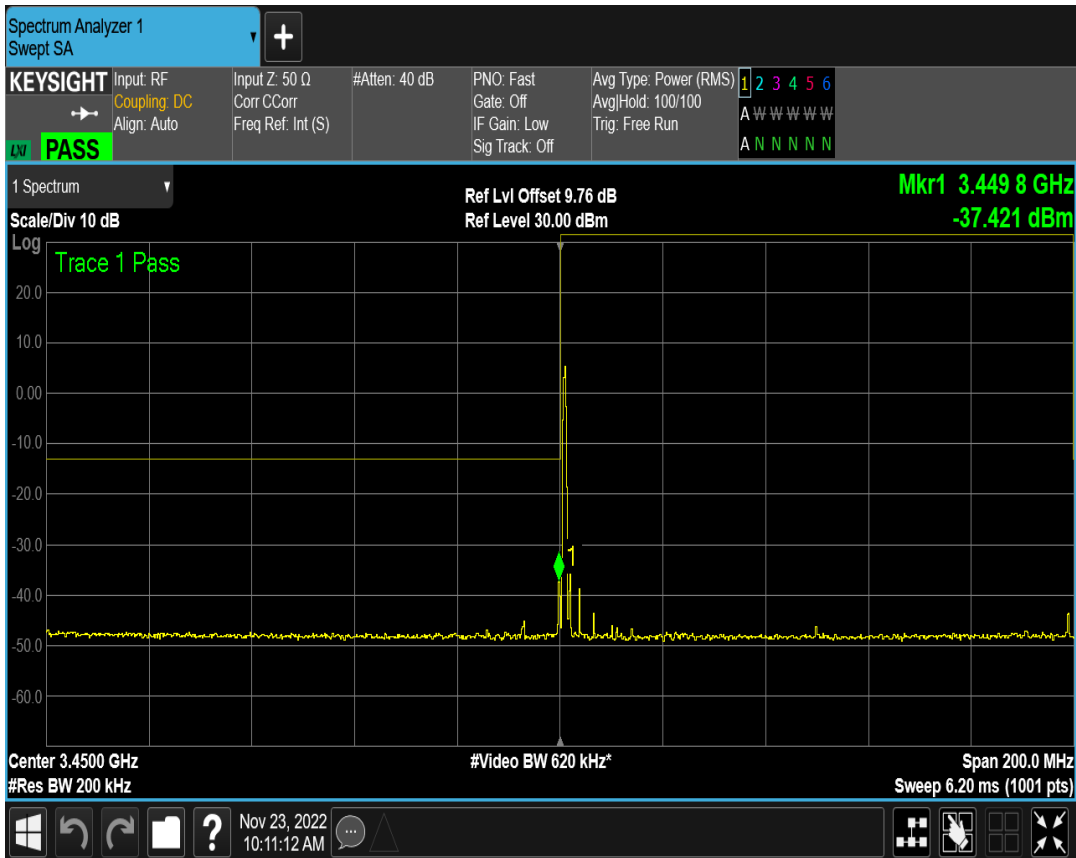 Spectrum Analyzer 1
Swept SA
+
KEYSIGHT
LXI PASS
Input: RF
Coupling: DC
Align: Auto
Input Z: 50 Ω
Corr CCorr
Freq Ref: Int (S)
#Atten: 40 dB
PNO: Fast
Gate: Off
IF Gain: Low
Sig Track: Off
Avg Type: Power (RMS)
Avg|Hold: 100/100
Trig: Free Run
1 2 3 4 5 6
A W W W W W
A N N N N N
1 Spectrum
Scale/Div 10 dB
Ref Lvl Offset 9.76 dB
Ref Level 30.00 dBm
Mkr1 3.449 8 GHz
-37.421 dBm
Log
Trace 1 Pass
20.0
10.0
0.00
-10.0
-20.0
-30.0
1
-40.0
-50.0
-60.0
Center 3.4500 GHz
#Res BW 200 kHz
#Video BW 620 kHz*
Span 200.0 MHz
Sweep 6.20 ms (1001 pts)
?
Nov 23, 2022
10:11:12 AM